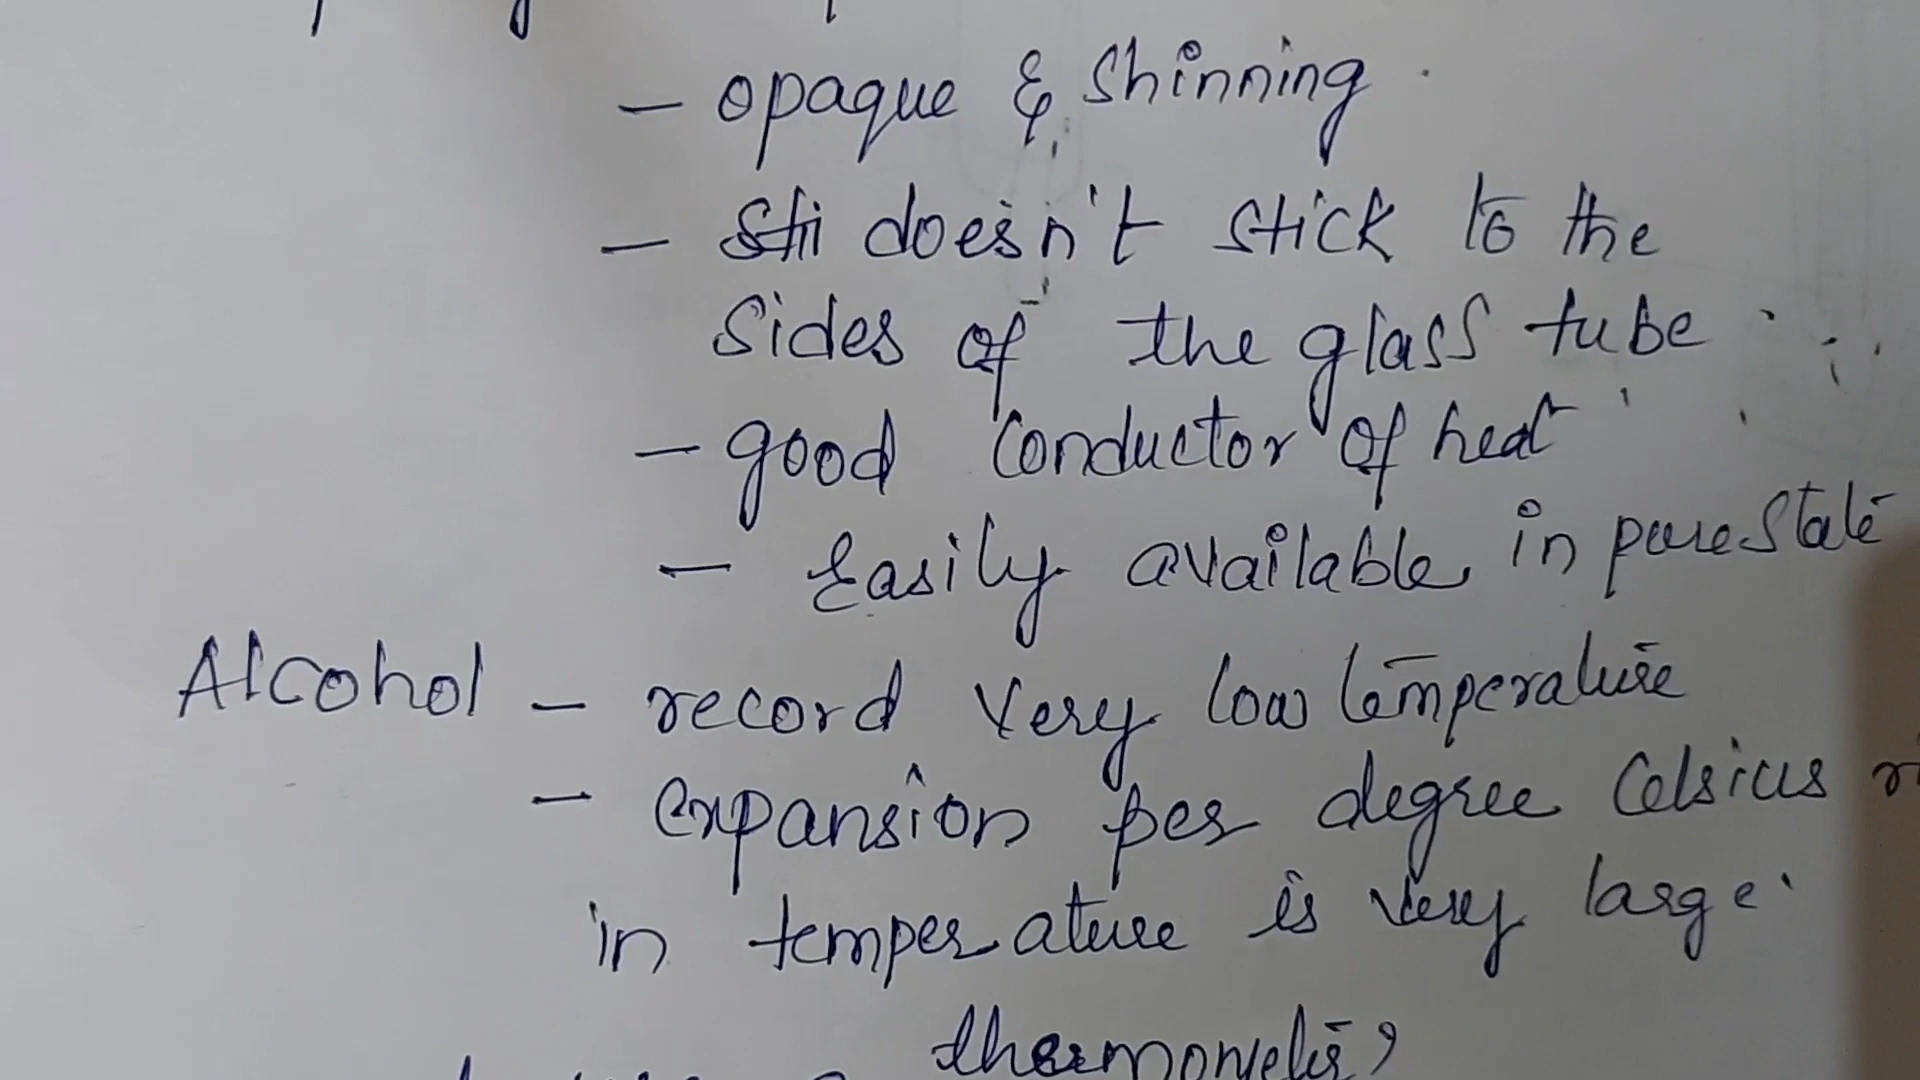 - opaque & shinning.
- doesn't stick to the
sides of the glass tube.
- good conductor of heat
- Easily available in pure state
Alcohol - record very low temperature
- expansion per degree Celsius
in temperature is very large.
thermometer?